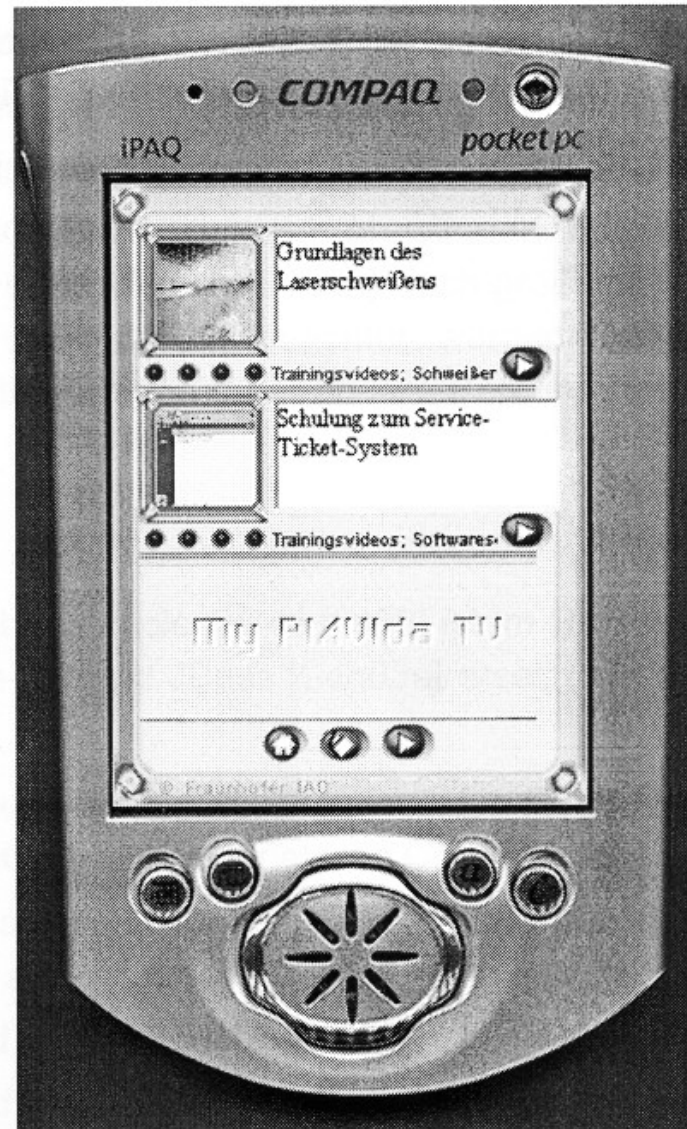 COMPAQ
iPAQ
pocket pc
Grundlagen des
Laserschweißens
Trainingsvideos; Schweißer
Schulung zum Service-
Ticket-System
Trainingsvideos; Softwares
My
TV
© Fraunhofer IAO